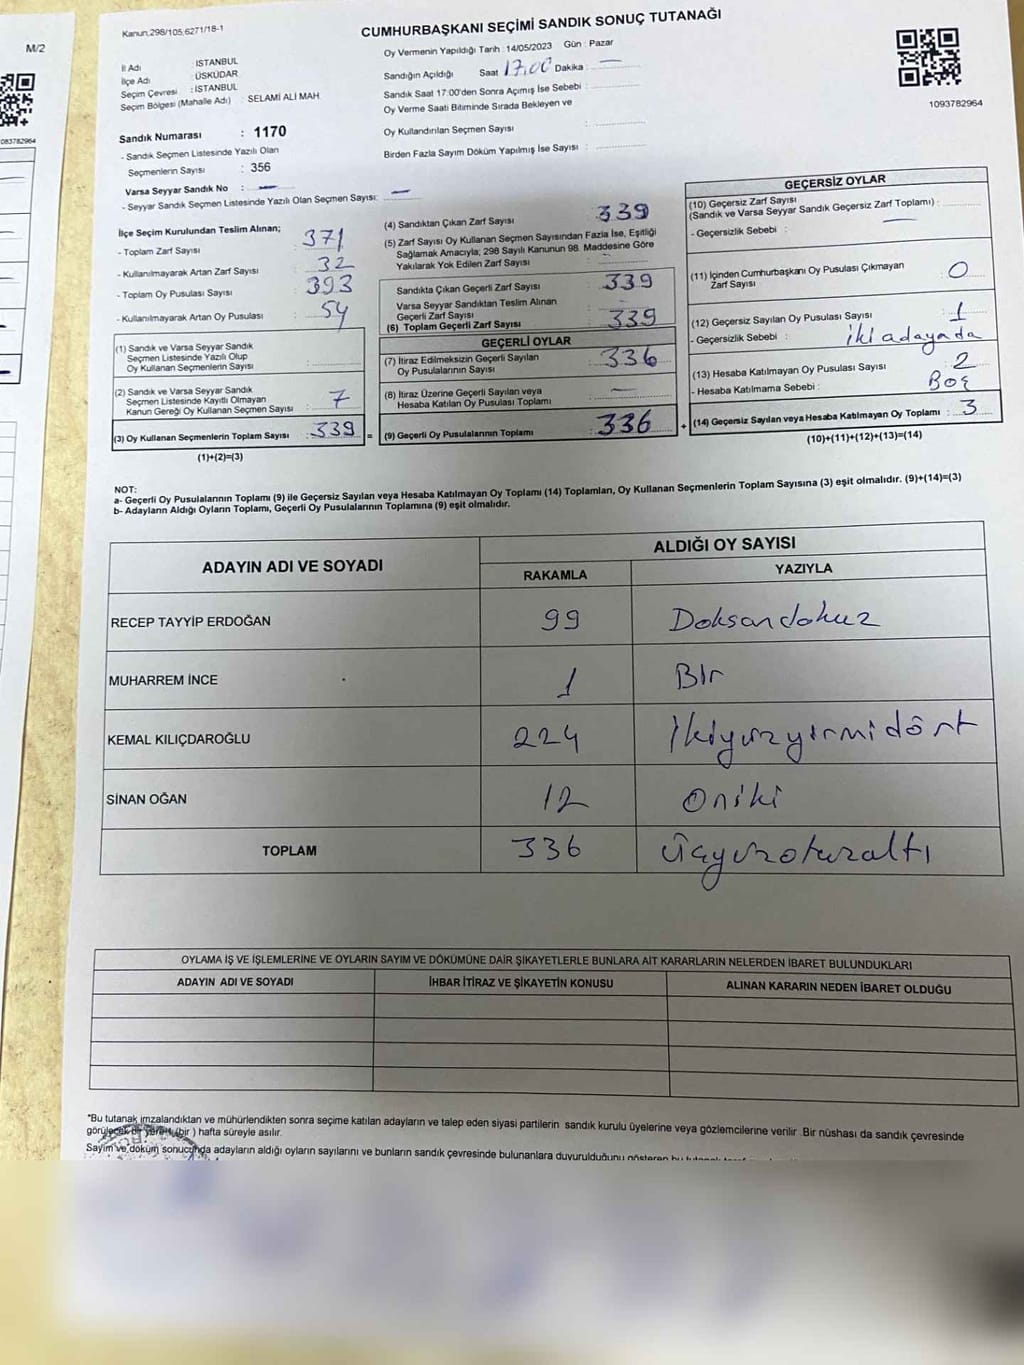 M/2
083782964
Kanun,298/105,6271/18-1
CUMHURBAŞKANI SEÇİMİ SANDIK SONUÇ TUTANAĞI
1093782964
İl Adı : İSTANBUL
İlçe Adı : ÜSKÜDAR
Seçim Çevresi : İSTANBUL
Seçim Bölgesi (Mahalle Adı) : SELAMİ ALİ MAH
Sandık Numarası : 1170
- Sandık Seçmen Listesinde Yazılı Olan
Seçmenlerin Sayısı : 356
Varsa Seyyar Sandık No : —
- Seyyar Sandık Seçmen Listesinde Yazılı Olan Seçmen Sayısı: —
Oy Vermenin Yapıldığı Tarih : 14/05/2023 Gün : Pazar
Sandığın Açıldığı Saat 17,00 Dakika : —
Sandık Saat 17:00'den Sonra Açımış İse Sebebi :
Oy Verme Saati Bitiminde Sırada Bekleyen ve
Oy Kullandırılan Seçmen Sayısı :
Birden Fazla Sayım Döküm Yapılmış İse Sayısı :
İlçe Seçim Kurulundan Teslim Alınan;
- Toplam Zarf Sayısı : 371
- Kullanılmayarak Artan Zarf Sayısı : 32
- Toplam Oy Pusulası Sayısı : 393
- Kullanılmayarak Artan Oy Pusulası : 54
(1) Sandık ve Varsa Seyyar Sandık
Seçmen Listesinde Yazılı Olup
Oy Kullanan Seçmenlerin Sayısı :
(2) Sandık ve Varsa Seyyar Sandık
Seçmen Listesinde Kayıtlı Olmayan
Kanun Gereği Oy Kullanan Seçmen Sayısı : 7
(3) Oy Kullanan Seçmenlerin Toplam Sayısı : 339 =
(1)+(2)=(3)
(4) Sandıktan Çıkan Zarf Sayısı : 339
(5) Zarf Sayısı Oy Kullanan Seçmen Sayısından Fazla İse, Eşitliği
Sağlamak Amacıyla; 298 Sayılı Kanunun 98. Maddesine Göre
Yakılarak Yok Edilen Zarf Sayısı :
Sandıkta Çıkan Geçerli Zarf Sayısı : 339
Varsa Seyyar Sandıktan Teslim Alınan
Geçerli Zarf Sayısı :
(6) Toplam Geçerli Zarf Sayısı : 339
GEÇERLİ OYLAR
(7) İtiraz Edilmeksizin Geçerli Sayılan
Oy Pusulalarının Sayısı : 336
(8) İtiraz Üzerine Geçerli Sayılan veya
Hesaba Katılan Oy Pusulası Toplamı : —
(9) Geçerli Oy Pusulalarının Toplamı : 336 +
GEÇERSİZ OYLAR
(10) Geçersiz Zarf Sayısı
(Sandık ve Varsa Seyyar Sandık Geçersiz Zarf Toplamı) : —
- Geçersizlik Sebebi :
(11) İçinden Cumhurbaşkanı Oy Pusulası Çıkmayan
Zarf Sayısı : 0
(12) Geçersiz Sayılan Oy Pusulası Sayısı : 1
- Geçersizlik Sebebi : iki adayada
(13) Hesaba Katılmayan Oy Pusulası Sayısı : 2
- Hesaba Katılmama Sebebi : Boş
(14) Geçersiz Sayılan veya Hesaba Katılmayan Oy Toplamı : 3
(10)+(11)+(12)+(13)=(14)
NOT:
a- Geçerli Oy Pusulalarının Toplamı (9) ile Geçersiz Sayılan veya Hesaba Katılmayan Oy Toplamı (14) Toplamları, Oy Kullanan Seçmenlerin Toplam Sayısına (3) eşit olmalıdır. (9)+(14)=(3)
b- Adayların Aldığı Oyların Toplamı, Geçerli Oy Pusulalarının Toplamına (9) eşit olmalıdır.
ADAYIN ADI VE SOYADI
ALDIĞI OY SAYISI
RAKAMLA YAZIYLA
RECEP TAYYİP ERDOĞAN 99 Doksandokuz
MUHARREM İNCE 1 Bir
KEMAL KILIÇDAROĞLU 224 ikiyüzyirmidört
SİNAN OĞAN 12 Oniki
TOPLAM 336 Üçyüzotuzaltı
OYLAMA İŞ VE İŞLEMLERİNE VE OYLARIN SAYIM VE DÖKÜMÜNE DAİR ŞİKAYETLERLE BUNLARA AİT KARARLARIN NELERDEN İBARET BULUNDUKLARI
ADAYIN ADI VE SOYADI İHBAR İTİRAZ VE ŞİKAYETİN KONUSU ALINAN KARARIN NEDEN İBARET OLDUĞU
"Bu tutanak imzalandıktan ve mühürlendikten sonra seçime katılan adayların ve talep eden siyasi partilerin sandık kurulu üyelerine veya gözlemcilerine verilir .Bir nüshası da sandık çevresinde
görülecek bir yere 1 (bir ) hafta süreyle asılır.
Sayım ve döküm sonucunda adayların aldığı oyların sayılarını ve bunların sandık çevresinde bulunanlara duyurulduğunu gösteren bu